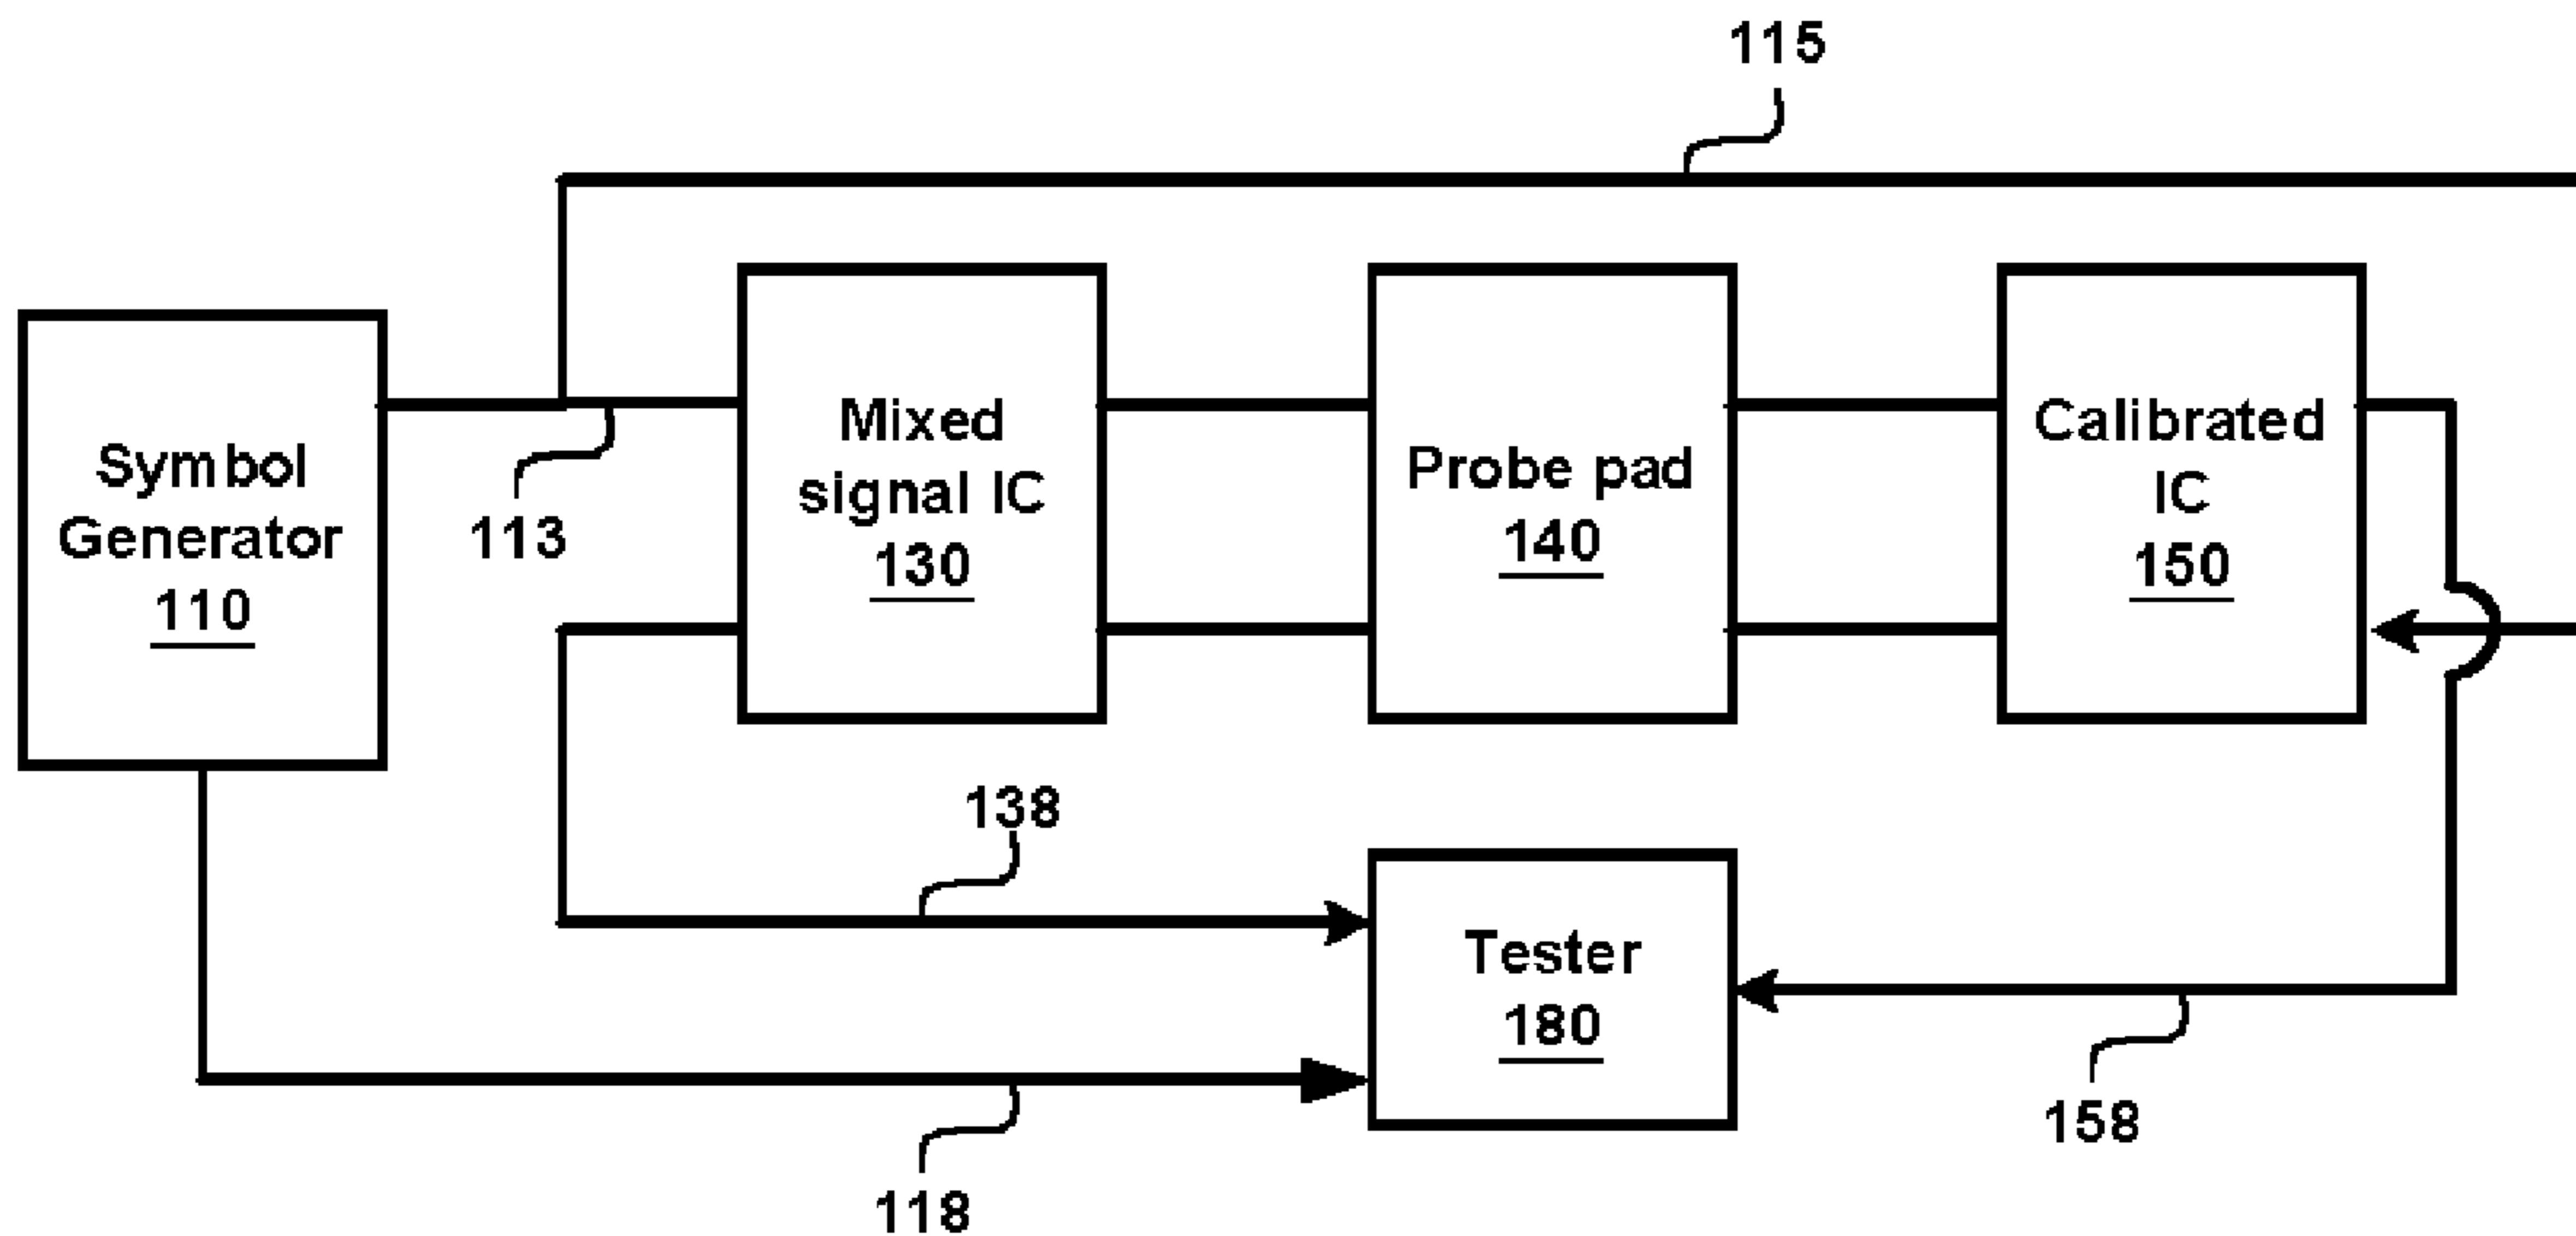 115
Symbol
Generator
110
113
Mixed
signal IC
130
Probe pad
140
Calibrated
IC
150
138
Tester
180
118
158